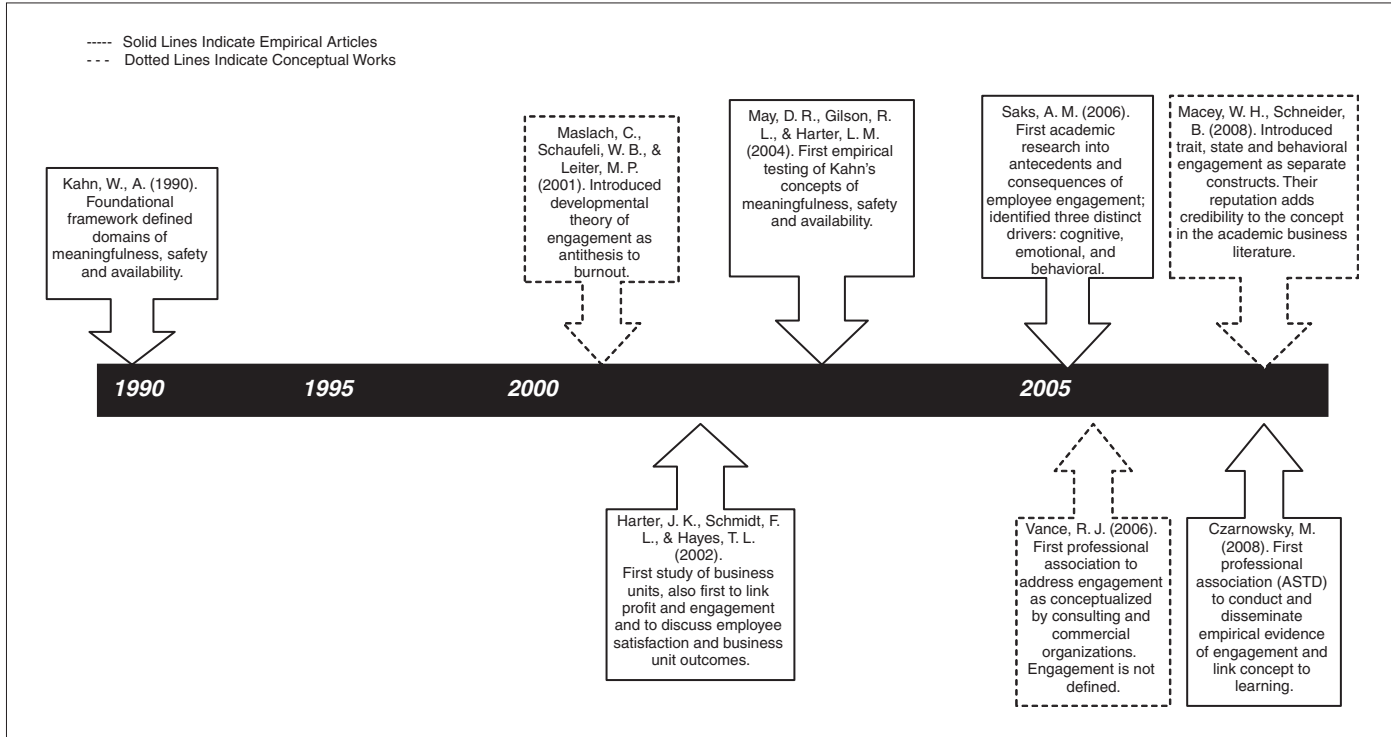 ----- Solid Lines Indicate Empirical Articles
- - - Dotted Lines Indicate Conceptual Works
Kahn, W., A. (1990).
Foundational
framework defined
domains of
meaningfulness, safety
and availability.
Maslach, C.,
Schaufeli, W. B., &
Leiter, M. P.
(2001). Introduced
developmental
theory of
engagement as
antithesis to
burnout.
May, D. R., Gilson, R.
L., & Harter, L. M.
(2004). First empirical
testing of Kahn’s
concepts of
meaningfulness, safety
and availability.
Saks, A. M. (2006).
First academic
research into
antecedents and
consequences of
employee engagement;
identified three distinct
drivers: cognitive,
emotional, and
behavioral.
Macey, W. H., Schneider,
B. (2008). Introduced
trait, state and behavioral
engagement as separate
constructs. Their
reputation adds
credibility to the concept
in the academic business
literature.
1990 1995 2000 2005
Harter, J. K., Schmidt, F.
L., & Hayes, T. L.
(2002).
First study of business
units, also first to link
profit and engagement
and to discuss employee
satisfaction and business
unit outcomes.
Vance, R. J. (2006).
First professional
association to
address engagement
as conceptualized
by consulting and
commercial
organizations.
Engagement is not
defined.
Czarnowsky, M.
(2008). First
professional
association (ASTD)
to conduct and
disseminate
empirical evidence
of engagement and
link concept to
learning.